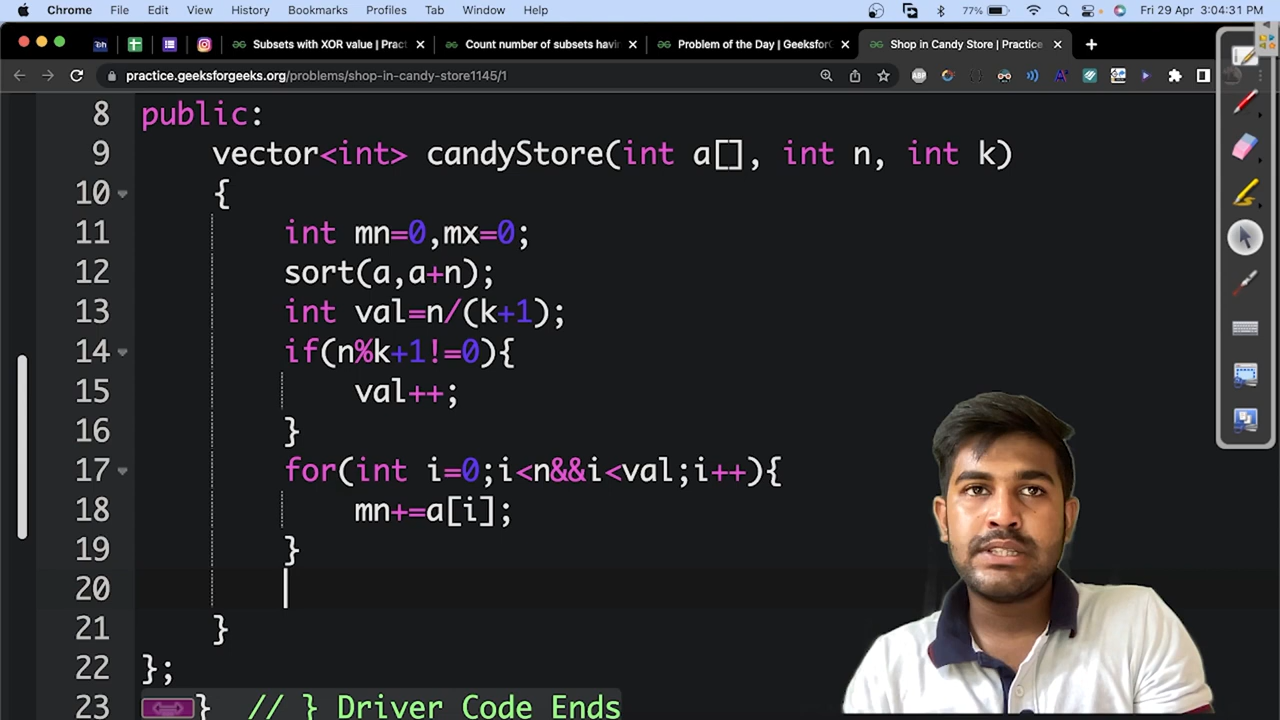 Chrome File Edit View History Bookmarks Profiles Tab Window Help 77% Fri 29 Apr 3:04:31 PM
Subsets with XOR value | Pract Count number of subsets havin Problem of the Day | GeeksforG Shop in Candy Store | Practice
practice.geeksforgeeks.org/problems/shop-in-candy-store1145/1
8 public:
9 vector<int> candyStore(int a[], int n, int k)
10 {
11 int mn=0,mx=0;
12 sort(a,a+n);
13 int val=n/(k+1);
14 if(n%k+1!=0){
15 val++;
16 }
17 for(int i=0;i<n&&i<val;i++){
18 mn+=a[i];
19 }
20
21 }
22 };
23 } // } Driver Code Ends